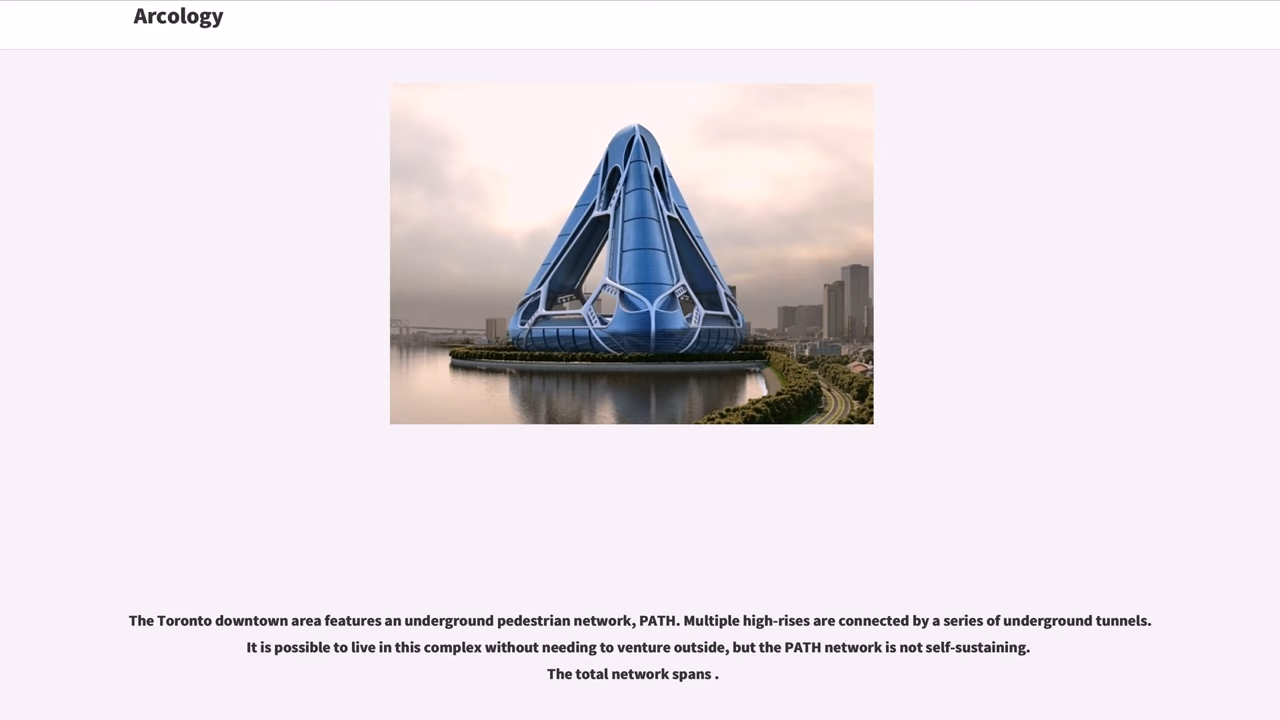 Arcology
The Toronto downtown area features an underground pedestrian network, PATH. Multiple high-rises are connected by a series of underground tunnels.
It is possible to live in this complex without needing to venture outside, but the PATH network is not self-sustaining.
The total network spans .